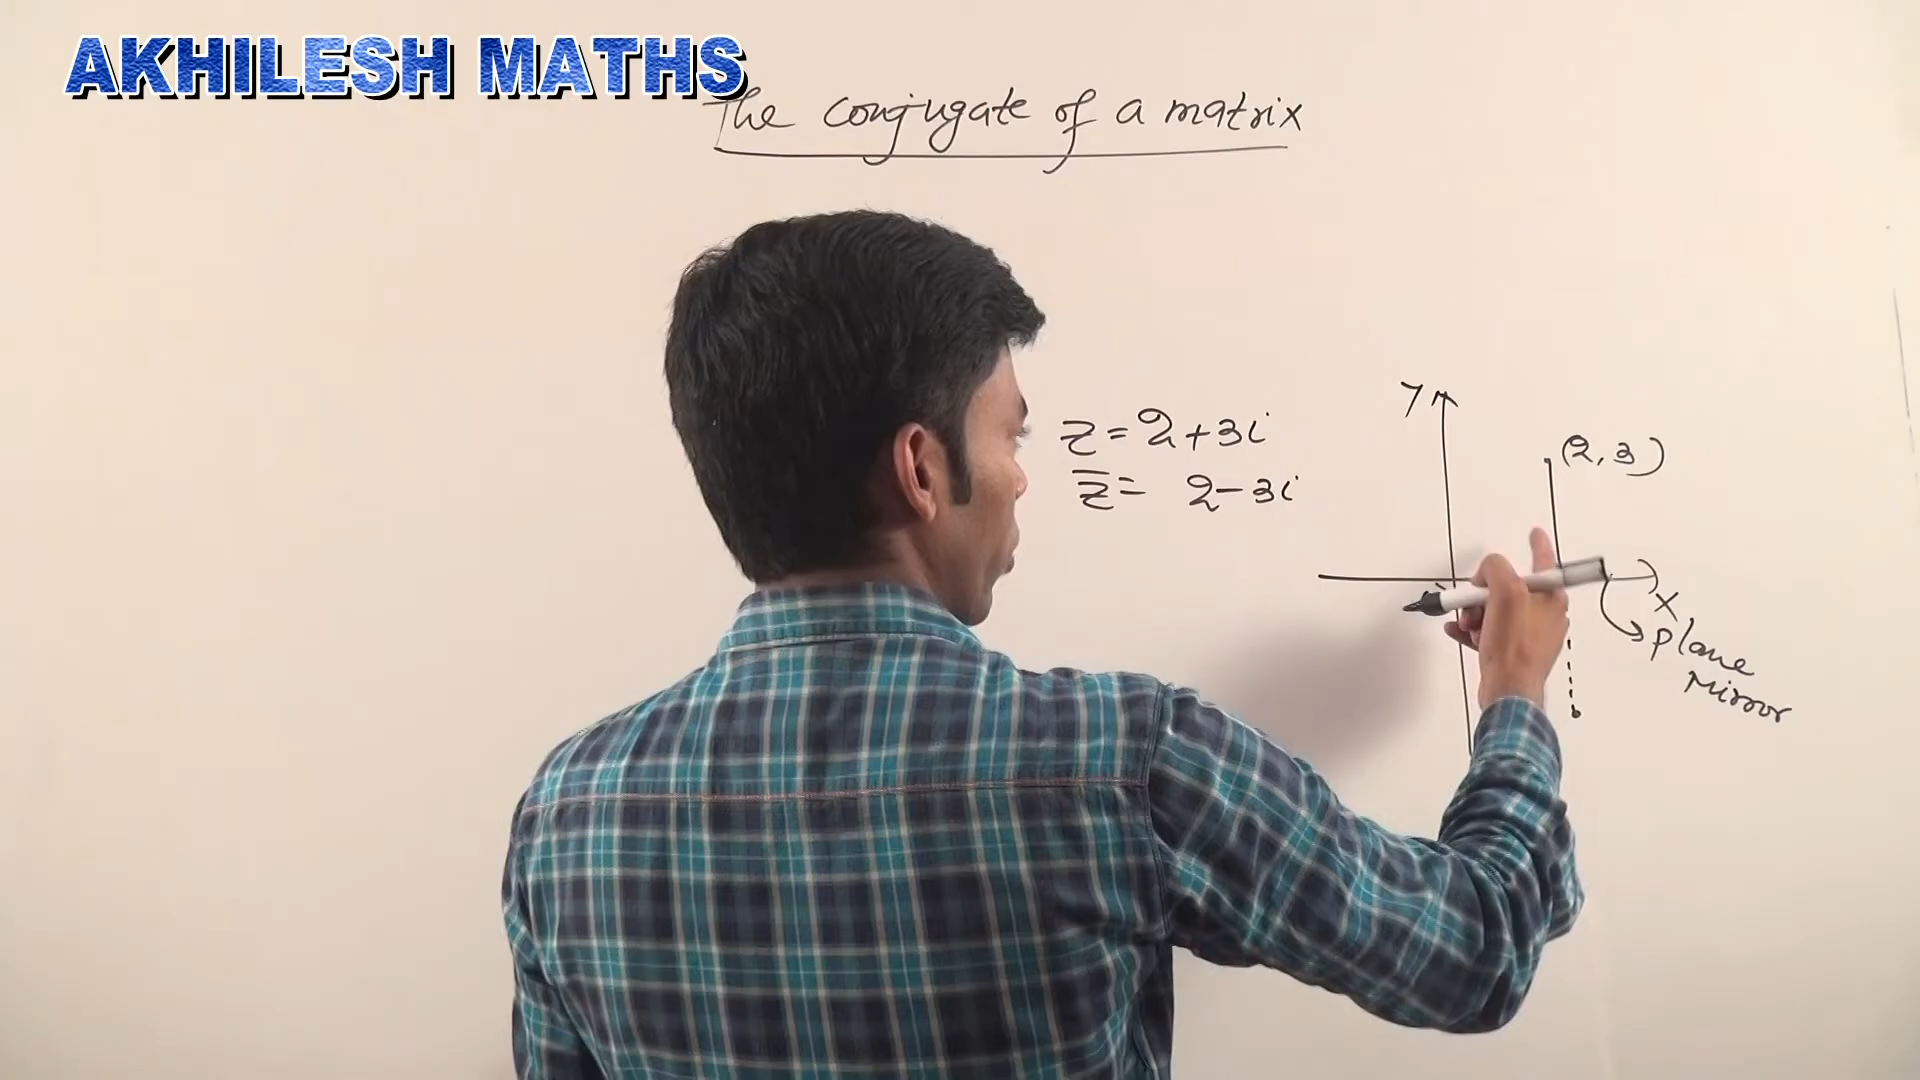 AKHILESH MATHS
The conjugate of a matrix
z = 2+3i
z̅ = 2-3i
Y
(2, 3)
X
plane
mirror